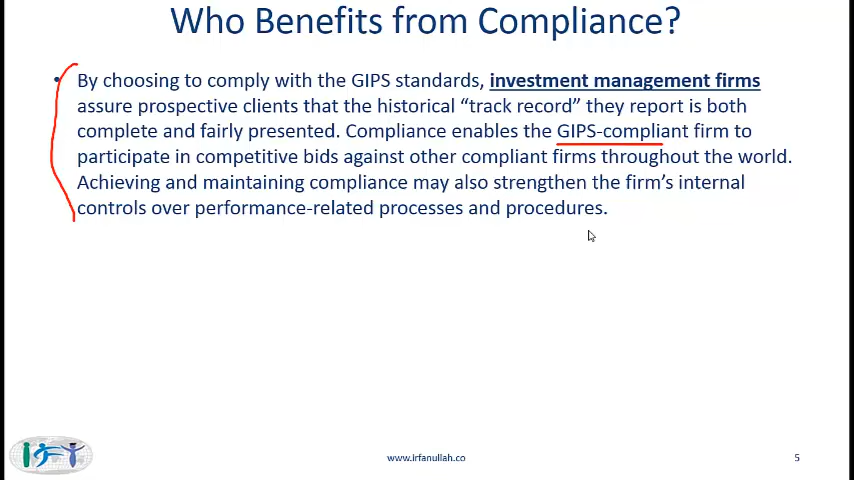 Who Benefits from Compliance?
• By choosing to comply with the GIPS standards, investment management firms
assure prospective clients that the historical “track record” they report is both
complete and fairly presented. Compliance enables the GIPS-compliant firm to
participate in competitive bids against other compliant firms throughout the world.
Achieving and maintaining compliance may also strengthen the firm’s internal
controls over performance-related processes and procedures.
www.irfanullah.co
5